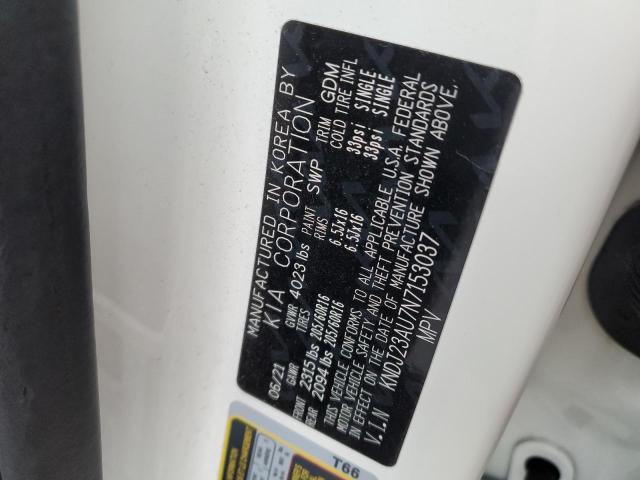 MANUFACTURED IN KOREA BY
KIA CORPORATION
06/21 GVWR 4023 lbs PAINT SWP TRIM GDM
GAWR TIRES RIMS COLD TIRE INFL
FRONT 2315 lbs 205/60R16 6.5Jx16 33psi SINGLE
REAR 2094 lbs 205/60R16 6.5Jx16 33psi SINGLE
THIS VEHICLE CONFORMS TO ALL APPLICABLE U.S.A. FEDERAL
MOTOR VEHICLE SAFETY AND THEFT PREVENTION STANDARDS
IN EFFECT ON THE DATE OF MANUFACTURE SHOWN ABOVE.
V.I.N KNDJ23AU7N7153037
MPV
T66